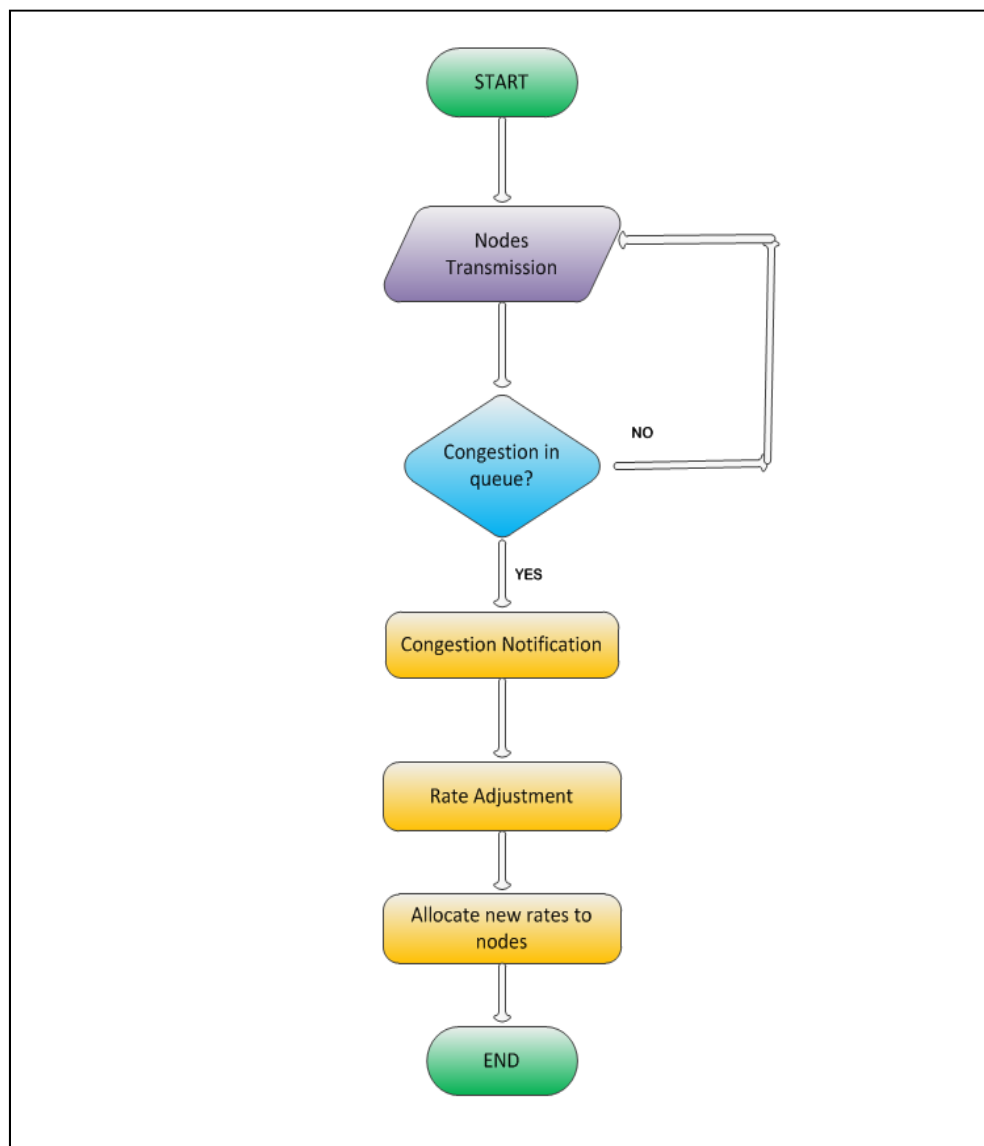 START
Nodes
Transmission
Congestion in
queue?
NO
YES
Congestion Notification
Rate Adjustment
Allocate new rates to
nodes
END